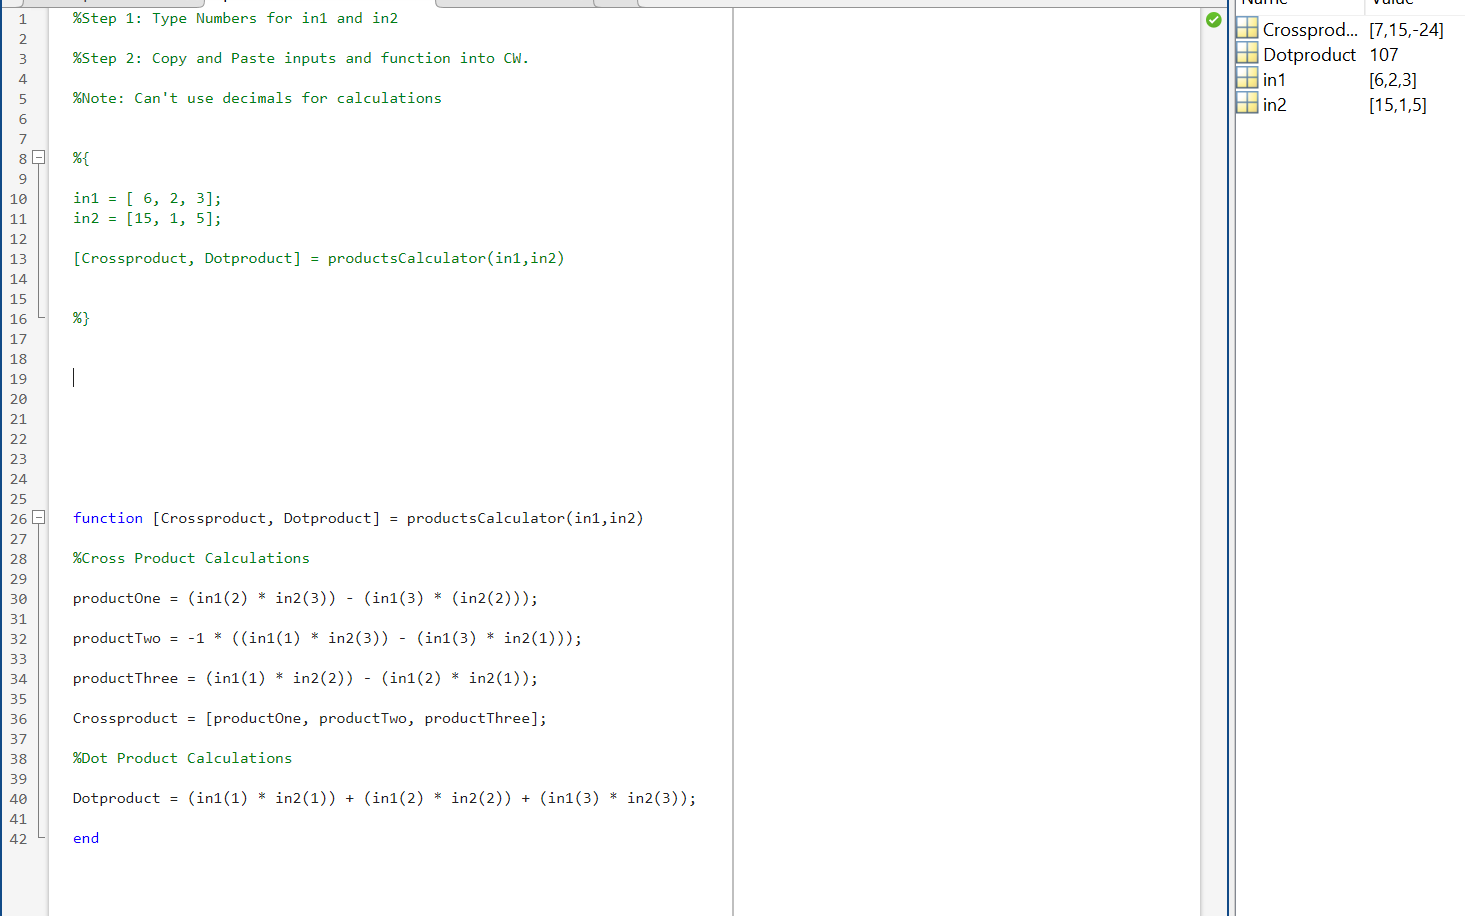 1 %Step 1: Type Numbers for in1 and in2
2
3 %Step 2: Copy and Paste inputs and function into CW.
4
5 %Note: Can't use decimals for calculations
6
7
8 %{
9
10 in1 = [ 6, 2, 3];
11 in2 = [15, 1, 5];
12
13 [Crossproduct, Dotproduct] = productsCalculator(in1,in2)
14
15
16 %}
17
18
19
20
21
22
23
24
25
26 function [Crossproduct, Dotproduct] = productsCalculator(in1,in2)
27
28 %Cross Product Calculations
29
30 productOne = (in1(2) * in2(3)) - (in1(3) * (in2(2)));
31
32 productTwo = -1 * ((in1(1) * in2(3)) - (in1(3) * in2(1)));
33
34 productThree = (in1(1) * in2(2)) - (in1(2) * in2(1));
35
36 Crossproduct = [productOne, productTwo, productThree];
37
38 %Dot Product Calculations
39
40 Dotproduct = (in1(1) * in2(1)) + (in1(2) * in2(2)) + (in1(3) * in2(3));
41
42 end
Name Value
Crossprod... [7,15,-24]
Dotproduct 107
in1 [6,2,3]
in2 [15,1,5]